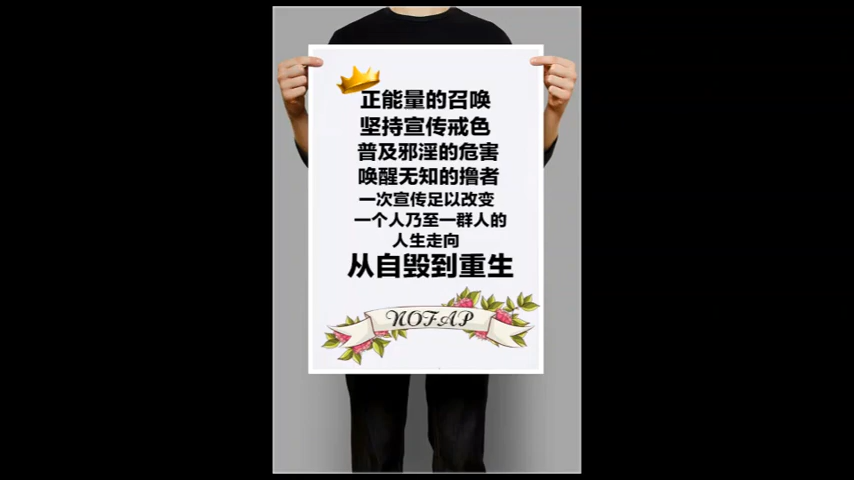 正能量的召唤
坚持宣传戒色
普及邪淫的危害
唤醒无知的撸者
一次宣传足以改变
一个人乃至一群人的
人生走向
从自毁到重生
NOFAP